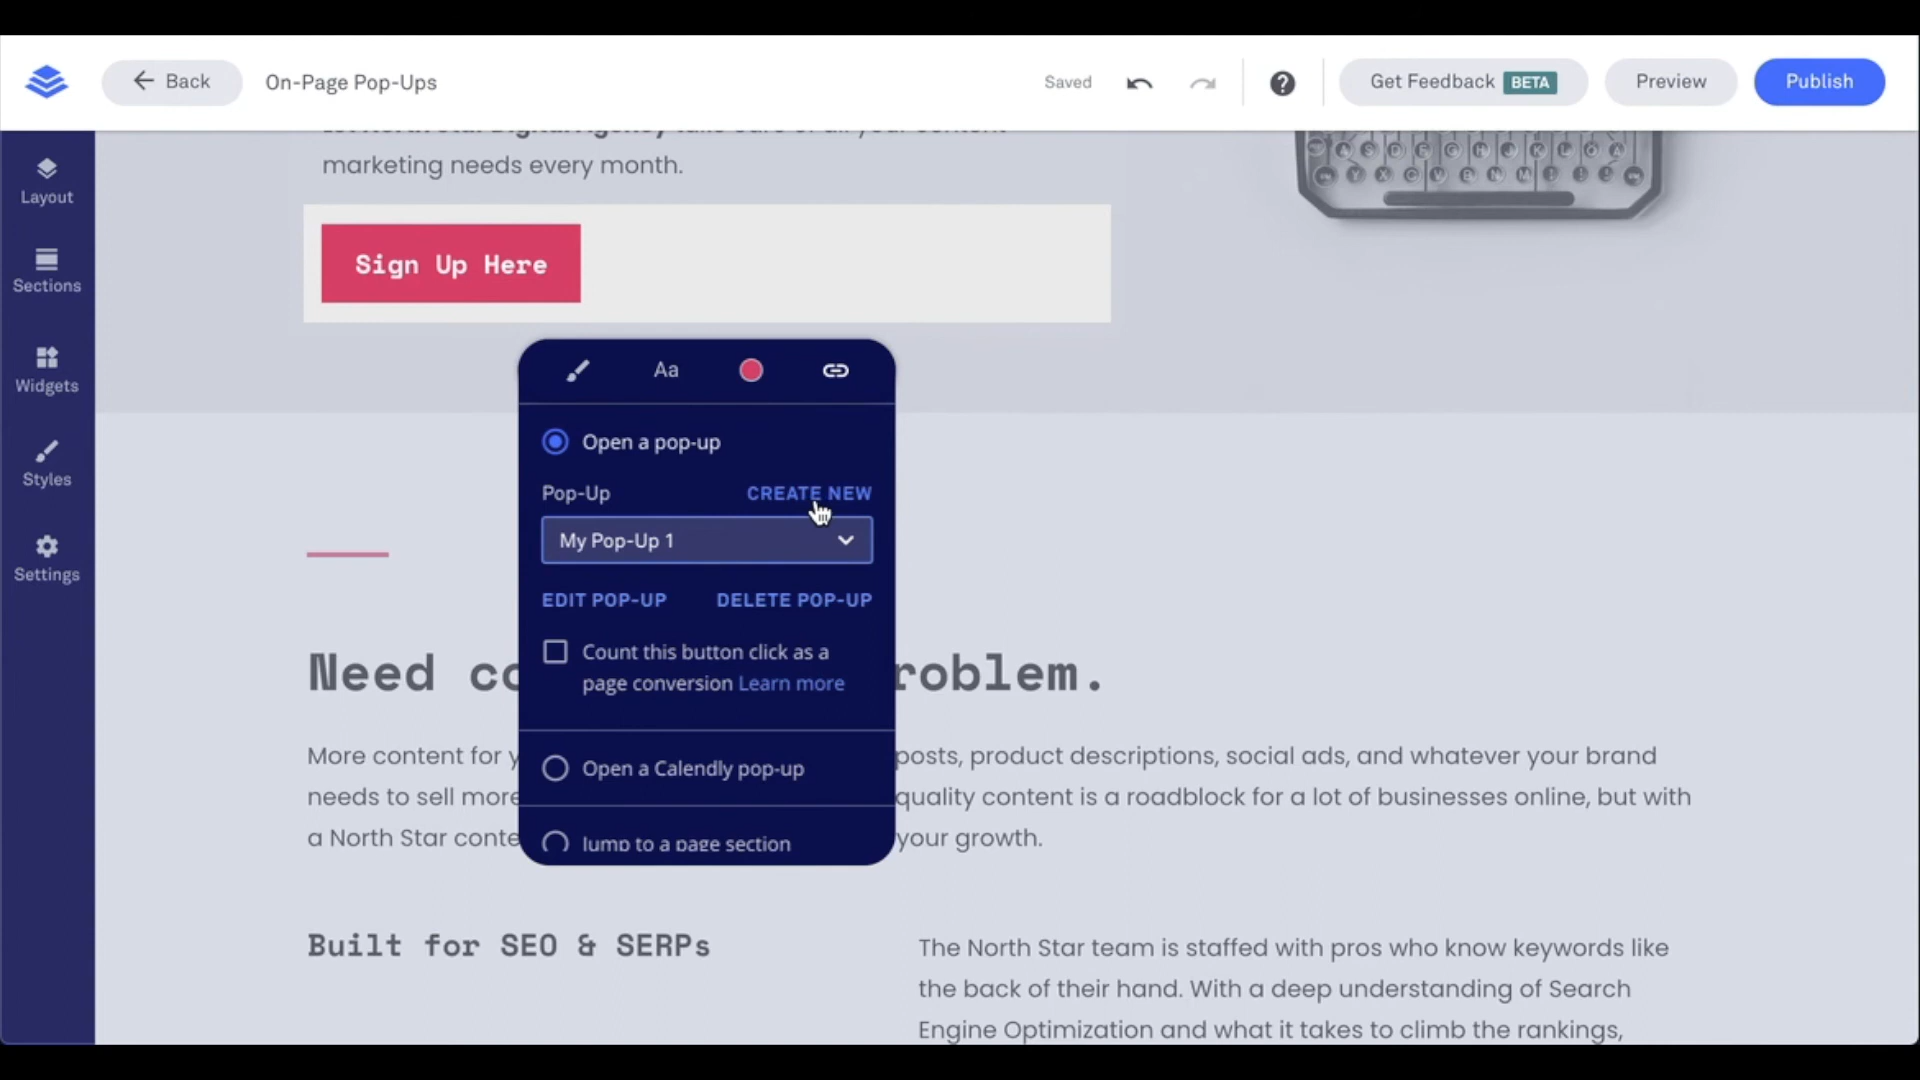 Back
On-Page Pop-Ups
Saved
Get Feedback BETA
Preview
Publish
Layout
Sections
Widgets
Styles
Settings
marketing needs every month.
Sign Up Here
Aa
Open a pop-up
Pop-Up CREATE NEW
My Pop-Up 1
EDIT POP-UP DELETE POP-UP
Count this button click as a
page conversion Learn more
Open a Calendly pop-up
Jump to a page section
Need co roblem.
More content for y posts, product descriptions, social ads, and whatever your brand
needs to sell more quality content is a roadblock for a lot of businesses online, but with
a North Star conte your growth.
Built for SEO & SERPs
The North Star team is staffed with pros who know keywords like
the back of their hand. With a deep understanding of Search
Engine Optimization and what it takes to climb the rankings,